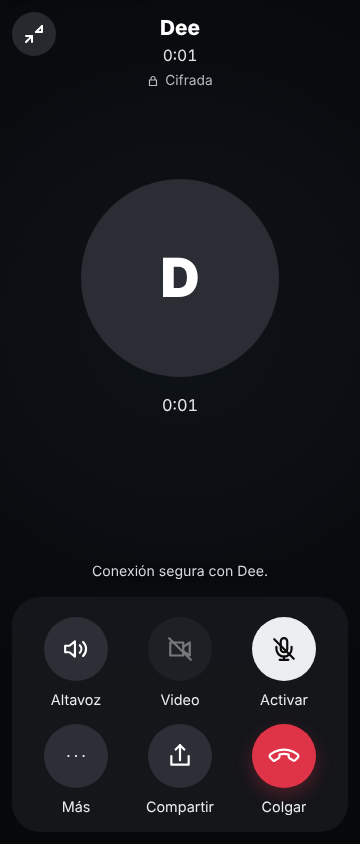 Dee
0:01
Cifrada
D
0:01
Conexión segura con Dee.
Altavoz
Video
Activar
Más
Compartir
Colgar